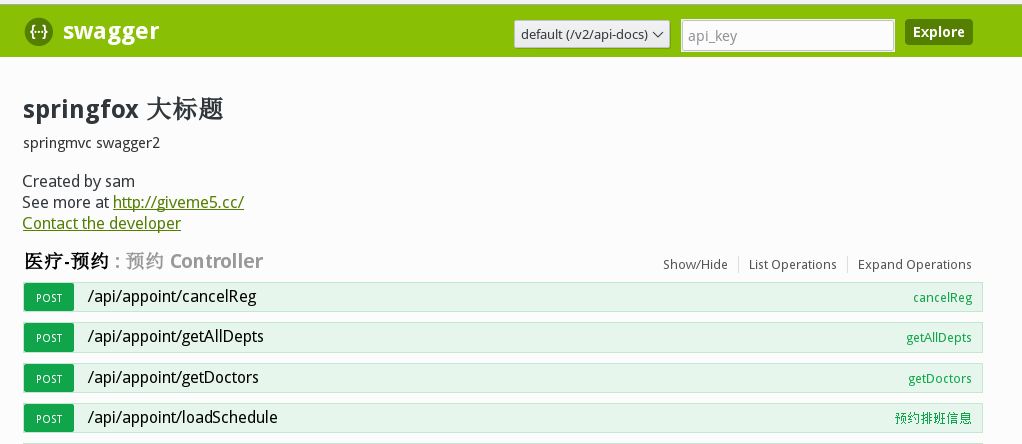 {··} swagger default (/v2/api-docs) api_key Explore
springfox 大标题
springmvc swagger2
Created by sam
See more at http://giveme5.cc/
Contact the developer
医疗-预约 : 预约 Controller Show/Hide List Operations Expand Operations
POST /api/appoint/cancelReg cancelReg
POST /api/appoint/getAllDepts getAllDepts
POST /api/appoint/getDoctors getDoctors
POST /api/appoint/loadSchedule 预约排班信息